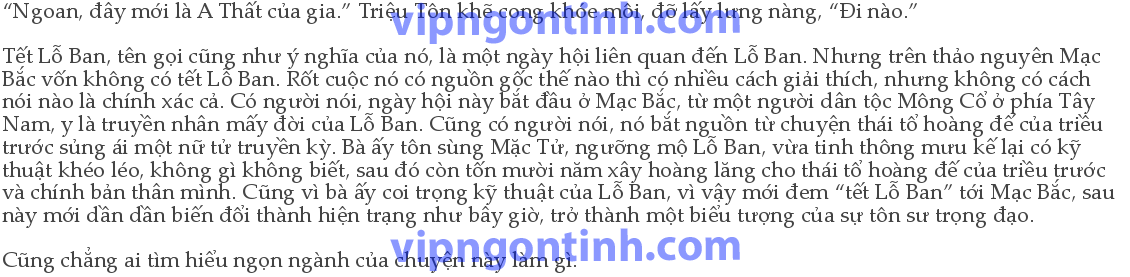 “Ngoan, đây mới là A Thất của gia.” Triệu Tôn khẽ cong khóe môi, đỡ lấy lưng nàng, “Đi nào.”
vipngontinh.com
Tết Lỗ Ban, tên gọi cũng như ý nghĩa của nó, là một ngày hội liên quan đến Lỗ Ban. Nhưng trên thảo nguyên Mạc
Bắc vốn không có tết Lỗ Ban. Rốt cuộc nó có nguồn gốc thế nào thì có nhiều cách giải thích, nhưng không có cách
nói nào là chính xác cả. Có người nói, ngày hội này bắt đầu ở Mạc Bắc, từ một người dân tộc Mông Cổ ở phía Tây
Nam, y là truyền nhân mấy đời của Lỗ Ban. Cũng có người nói, nó bắt nguồn từ chuyện thái tổ hoàng đế của triều
trước sủng ái một nữ tử truyền kỳ. Bà ấy tôn sùng Mặc Tử, ngưỡng mộ Lỗ Ban, vừa tinh thông mưu kế lại có kỹ
thuật khéo léo, không gì không biết, sau đó còn tốn mười năm xây hoàng lăng cho thái tổ hoàng đế của triều trước
và chính bản thân mình. Cũng vì bà ấy coi trọng kỹ thuật của Lỗ Ban, vì vậy mới đem “tết Lỗ Ban” tới Mạc Bắc, sau
này mới dần dần biến đổi thành hiện trạng như bây giờ, trở thành một biểu tượng của sự tôn sư trọng đạo.
vipngontinh.com
Cũng chẳng ai tìm hiểu ngọn ngành của chuyện này làm gì.